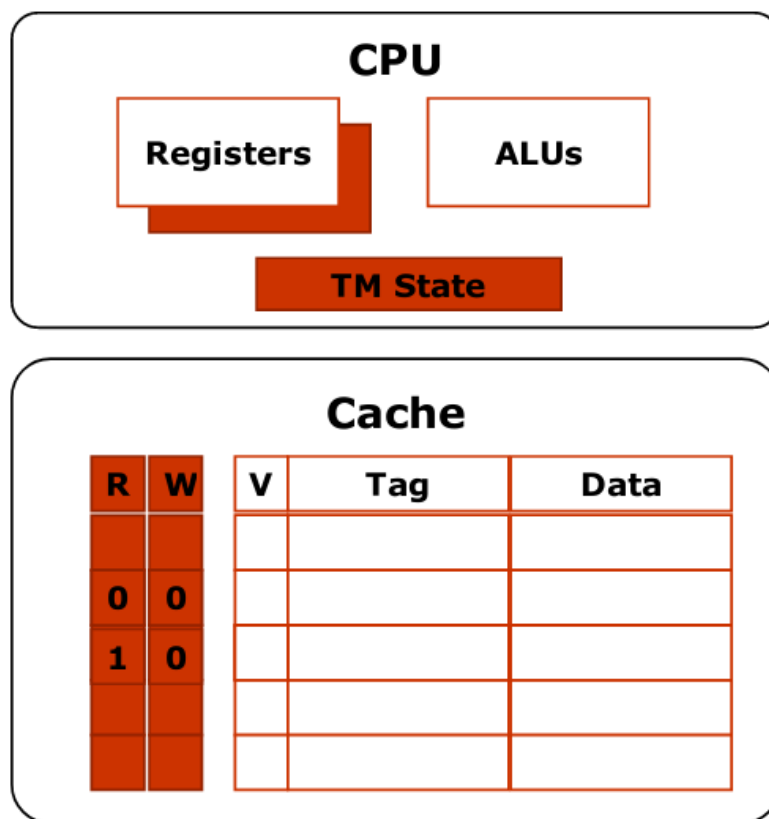 CPU
Registers ALUs
TM State
Cache
R W V Tag Data
0 0
1 0